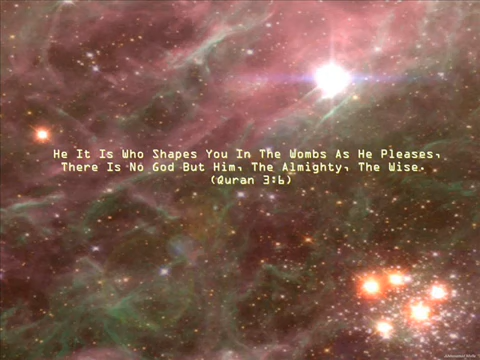 He It Is Who Shapes You In The Wombs As He Pleases,
There Is No God But Him, The Almighty, The Wise.
(Quran 3:6)